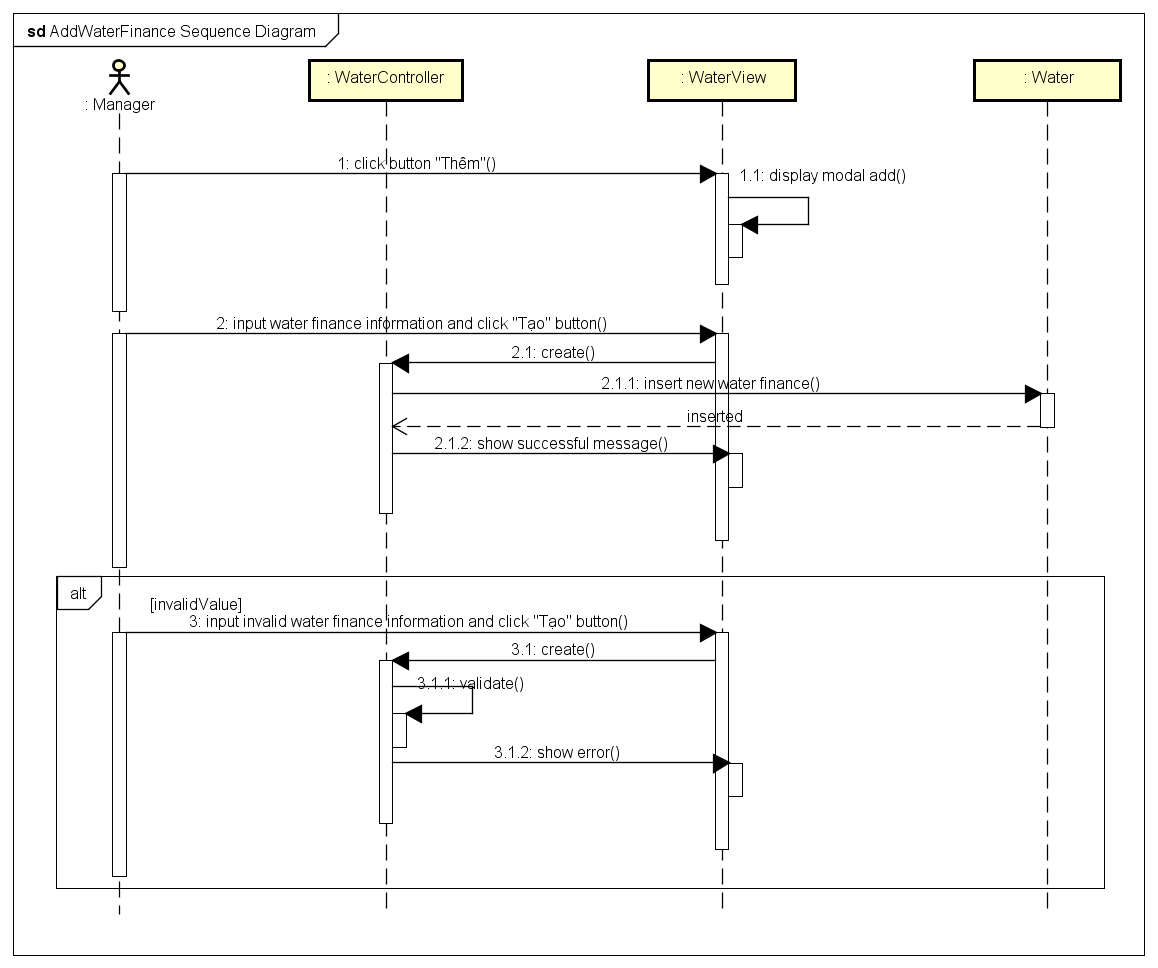 sd AddWaterFinance Sequence Diagram
: Manager
: WaterController
: WaterView
: Water
1: click button "Thêm"()
1.1: display modal add()
2: input water finance information and click "Tạo" button()
2.1: create()
2.1.1: insert new water finance()
inserted
2.1.2: show successful message()
alt
[invalidValue]
3: input invalid water finance information and click "Tạo" button()
3.1: create()
3.1.1: validate()
3.1.2: show error()